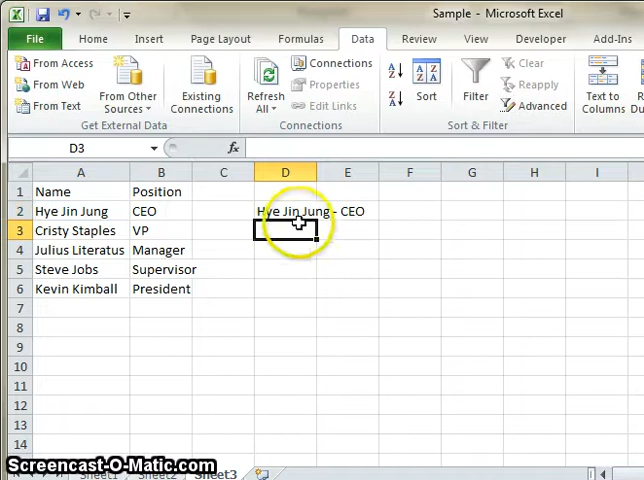 Sample - Microsoft Excel
File Home Insert Page Layout Formulas Data Review View Developer Add-Ins
From Access
From Web
From Text
From Other Sources
Existing Connections
Get External Data
Refresh All
Connections
Properties
Edit Links
Connections
Sort
Filter
Clear
Reapply
Advanced
Sort & Filter
Text to Columns
D3 fx
A B C D E F G H I
1 Name Position
2 Hye Jin Jung CEO Hye Jin Jung - CEO
3 Cristy Staples VP
4 Julius Literatus Manager
5 Steve Jobs Supervisor
6 Kevin Kimball President
7
8
9
10
11
12
13
14
Sheet1 Sheet2 Sheet3
Screencast-O-Matic.com